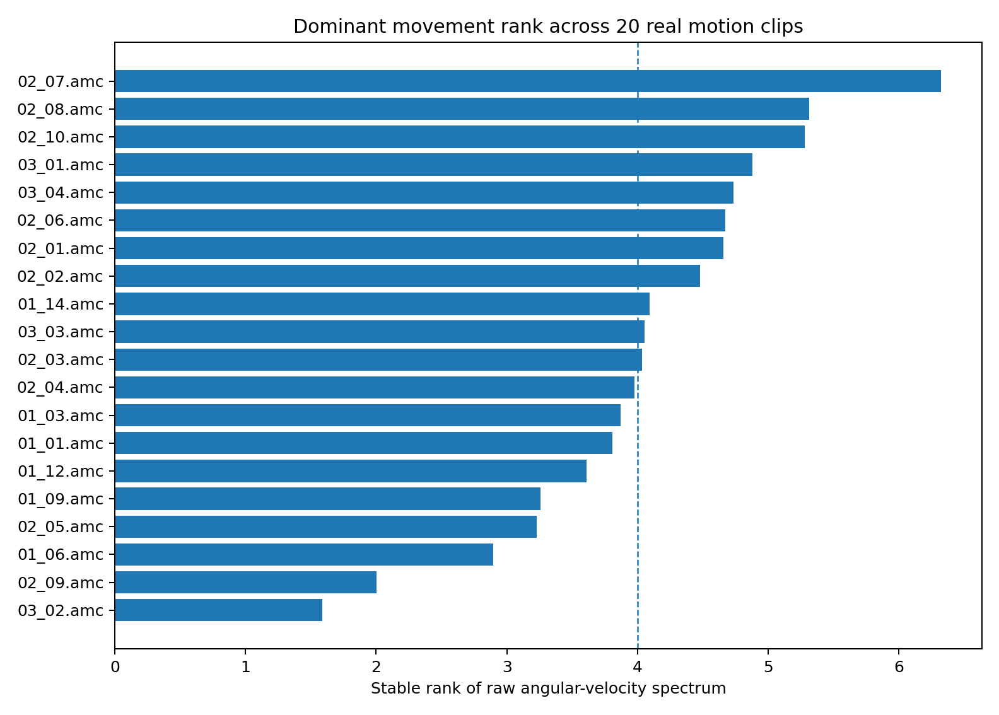 Dominant movement rank across 20 real motion clips
02_07.amc
02_08.amc
02_10.amc
03_01.amc
03_04.amc
02_06.amc
02_01.amc
02_02.amc
01_14.amc
03_03.amc
02_03.amc
02_04.amc
01_03.amc
01_01.amc
01_12.amc
01_09.amc
02_05.amc
01_06.amc
02_09.amc
03_02.amc
0 1 2 3 4 5 6
Stable rank of raw angular-velocity spectrum